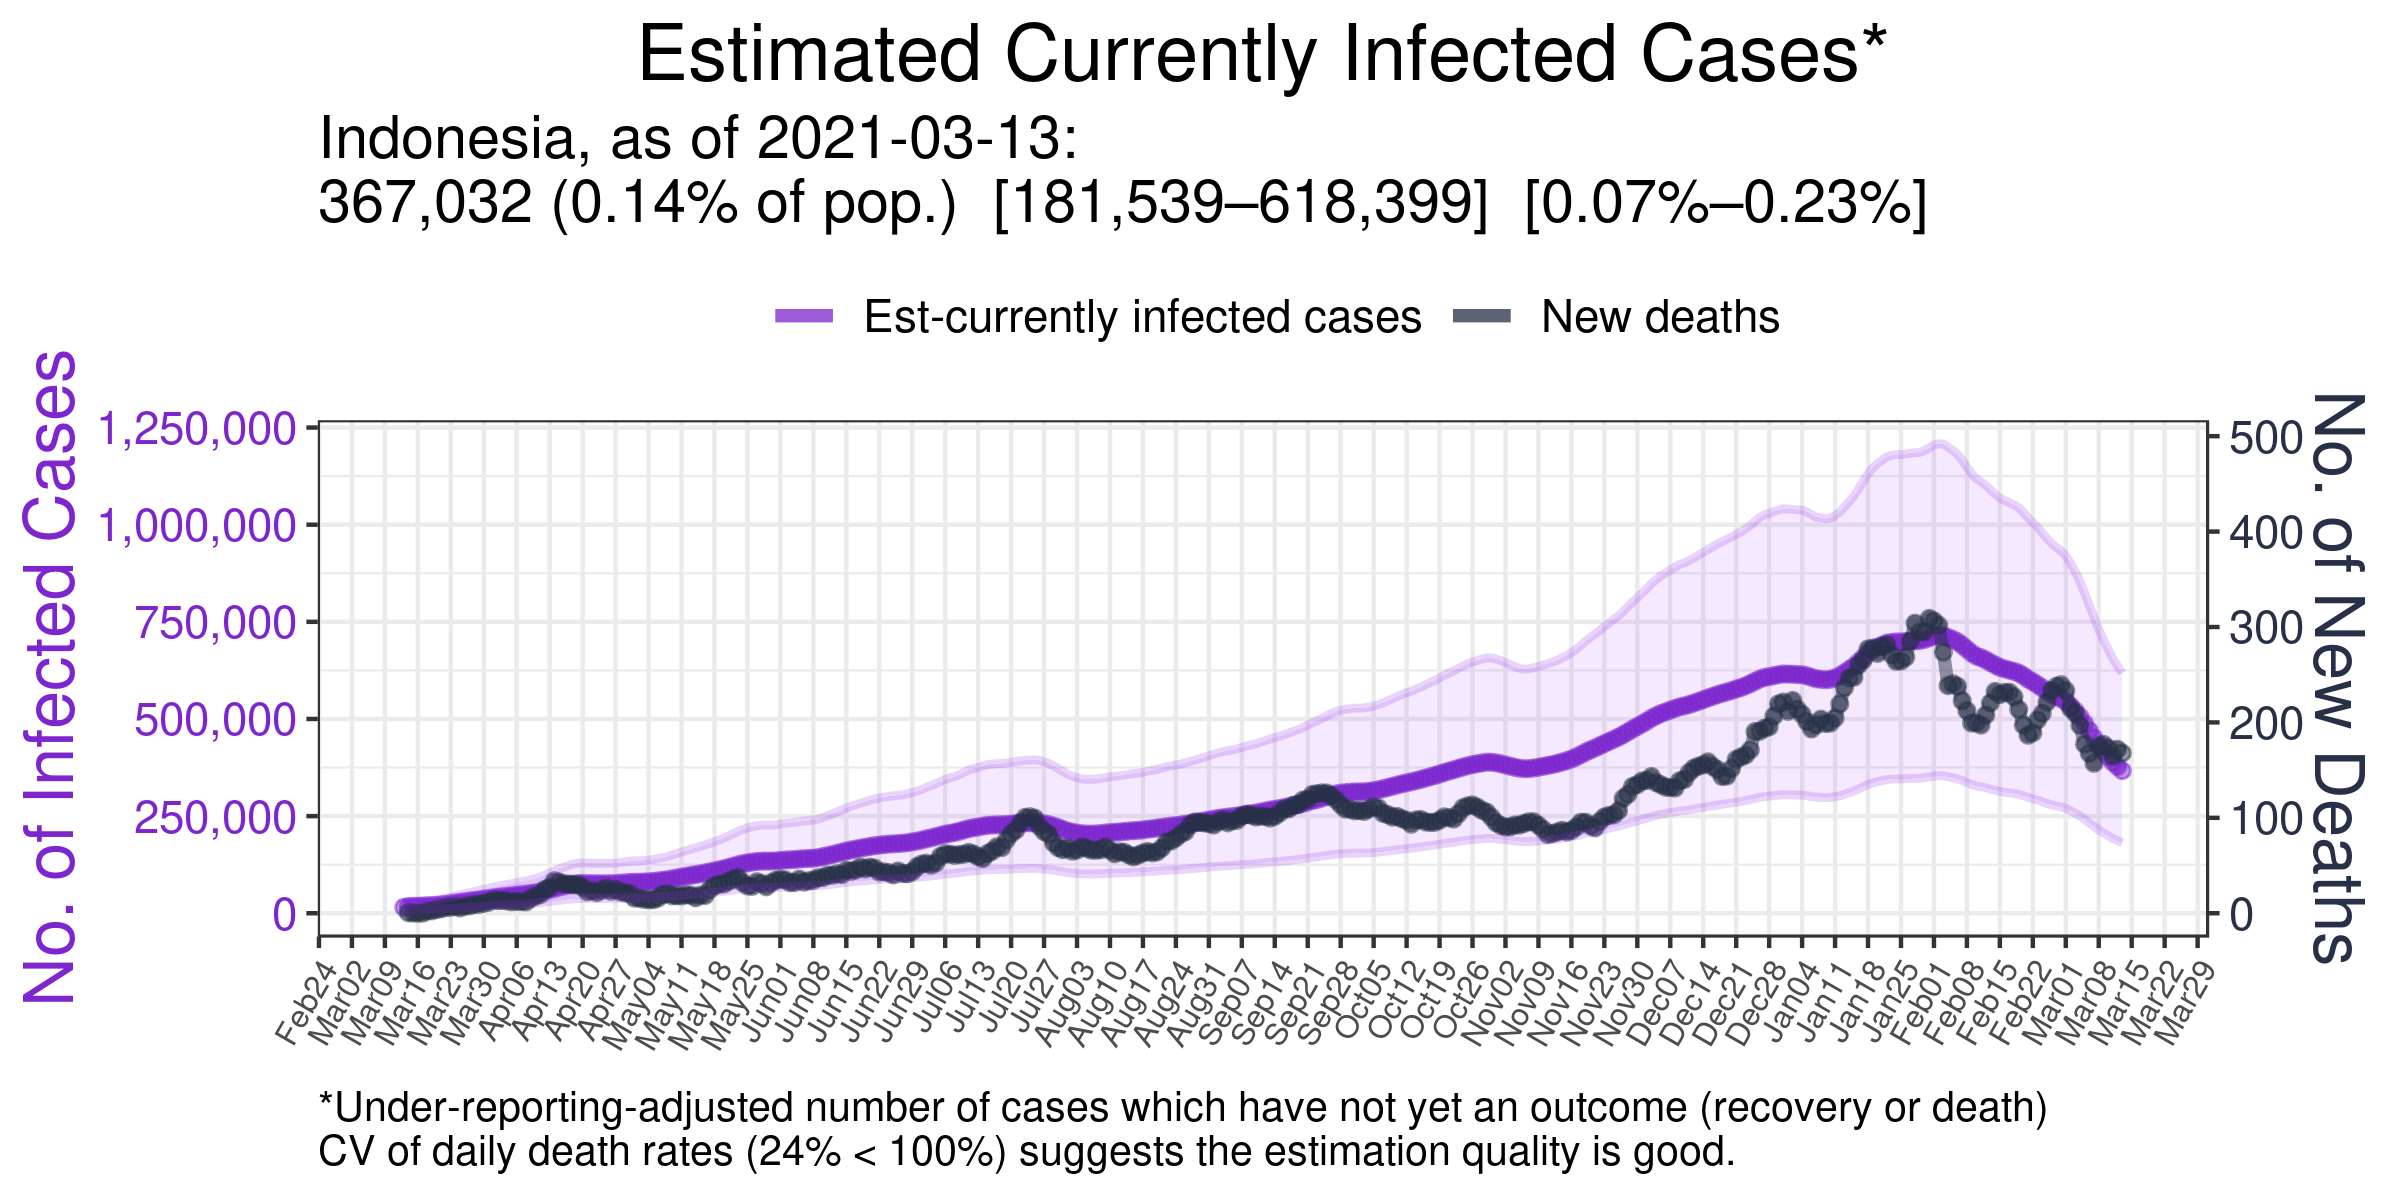 Estimated Currently Infected Cases*
Indonesia, as of 2021-03-13:
367,032 (0.14% of pop.)  [181,539–618,399]  [0.07%–0.23%]
Est-currently infected cases
New deaths
No. of Infected Cases
1,250,000
1,000,000
750,000
500,000
250,000
0
500
400
300
200
100
0
No. of New Deaths
Feb24
Mar02
Mar09
Mar16
Mar23
Mar30
Apr06
Apr13
Apr20
Apr27
May04
May11
May18
May25
Jun01
Jun08
Jun15
Jun22
Jun29
Jul06
Jul13
Jul20
Jul27
Aug03
Aug10
Aug17
Aug24
Aug31
Sep07
Sep14
Sep21
Sep28
Oct05
Oct12
Oct19
Oct26
Nov02
Nov09
Nov16
Nov23
Nov30
Dec07
Dec14
Dec21
Dec28
Jan04
Jan11
Jan18
Jan25
Feb01
Feb08
Feb15
Feb22
Mar01
Mar08
Mar15
Mar22
Mar29
*Under-reporting-adjusted number of cases which have not yet an outcome (recovery or death)
CV of daily death rates (24% < 100%) suggests the estimation quality is good.